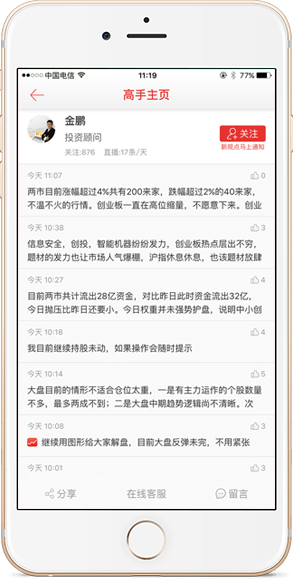 中国电信
11:19
77%
高手主页
金鹏
投资顾问
关注:876 直播:17条/天
关注
新观点马上通知
今天 11:07 0
两市目前涨幅超过4%共有200来家，跌幅超过2%的40来家，
不温不火的行情。创业板一直在高位缩量，不愿意下来。创业
今天 10:38 3
信息安全，创投，智能机器纷纷发力，创业板热点层出不穷，
题材的发力也让市场人气爆棚，沪指休息休息，也该题材放肆
今天 10:27 4
目前两市共计流出28亿资金，对比昨日此时资金流出32亿，
今日抛压比昨日还要小。今日权重并未强势护盘，说明中小创
今天 10:18 4
我目前继续持股未动，如果操作会随时提示
今天 10:14 5
大盘目前的情形不适合仓位太重，一是有主力运作的个股数量
不多，最多两成不到；二是大盘中期趋势逻辑尚不清晰。次
今天 10:08 3
继续用图形给大家解盘，目前大盘反弹未完，不用紧张
今天 10:01 3
分享 在线客服 留言